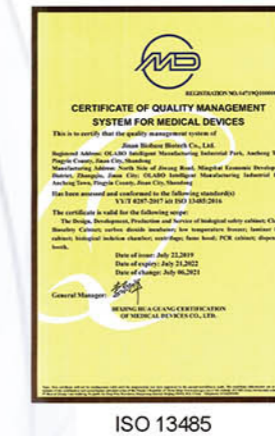 CMD
REGISTRATION NO.:04719Q10000
CERTIFICATE OF QUALITY MANAGEMENT
SYSTEM FOR MEDICAL DEVICES
This is to certify that the quality management system of
Jinan Biobase Biotech Co., Ltd.
Registered Address: OLABO Intelligent Manufacturing Industrial Park, Ancheng T
Pingyin County, Jinan City, Shandong
Manufacturing Address: North Side of Jiwang Road, Mingshui Economic Develop
District, Zhangqiu, Jinan City; OLABO Intelligent Manufacturing Industrial
Ancheng Town, Pingyin County, Jinan City, Shandong
Has been assessed and conformed to the following standard(s)
YY/T 0287-2017 idt ISO 13485:2016
The certificate is valid for the following scope:
The Design, Development, Production and Service of biological safety cabinet; Cl
Biosafety Cabinet; carbon dioxide incubator; low temperature freezer; laminar
cabinet; biological isolation chamber; centrifuge; fume hood; PCR cabinet; dispen
booth.
Date of issue: July 22,2019
Date of expiry: July 21,2022
Date of change: July 06,2021
General Manager:
BEIJING HUA GUANG CERTIFICATION
OF MEDICAL DEVICES CO., LTD.
ISO 13485